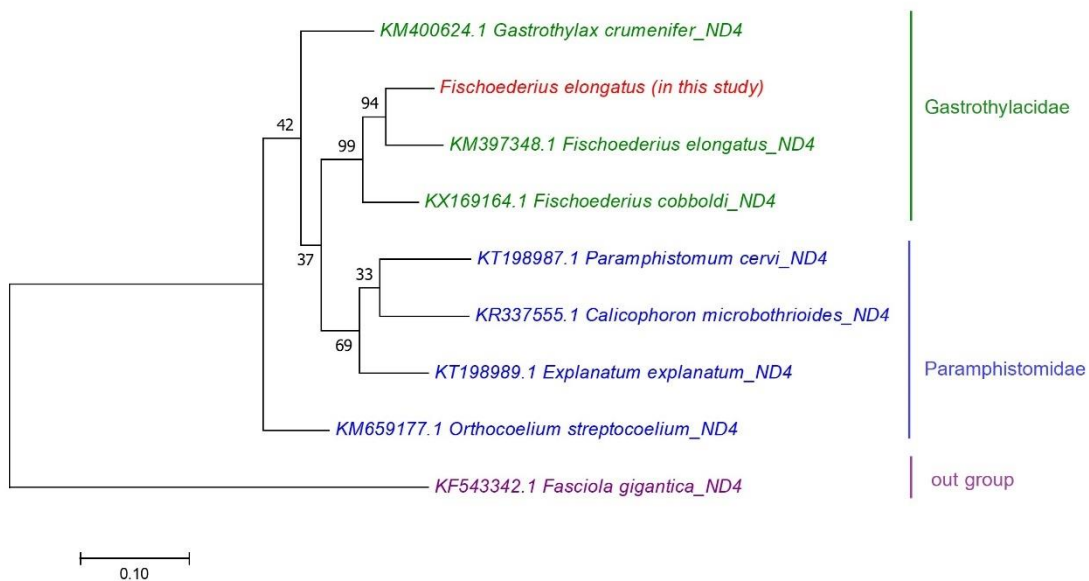 KM400624.1 Gastrothylax crumenifer_ND4
Fischoederius elongatus (in this study)
94
Gastrothylacidae
42
KM397348.1 Fischoederius elongatus_ND4
99
KX169164.1 Fischoederius cobboldi_ND4
37
KT198987.1 Paramphistomum cervi_ND4
33
KR337555.1 Calicophoron microbothrioides_ND4
69
KT198989.1 Explanatum explanatum_ND4
Paramphistomidae
KM659177.1 Orthocoelium streptocoelium_ND4
KF543342.1 Fasciola gigantica_ND4
out group
0.10